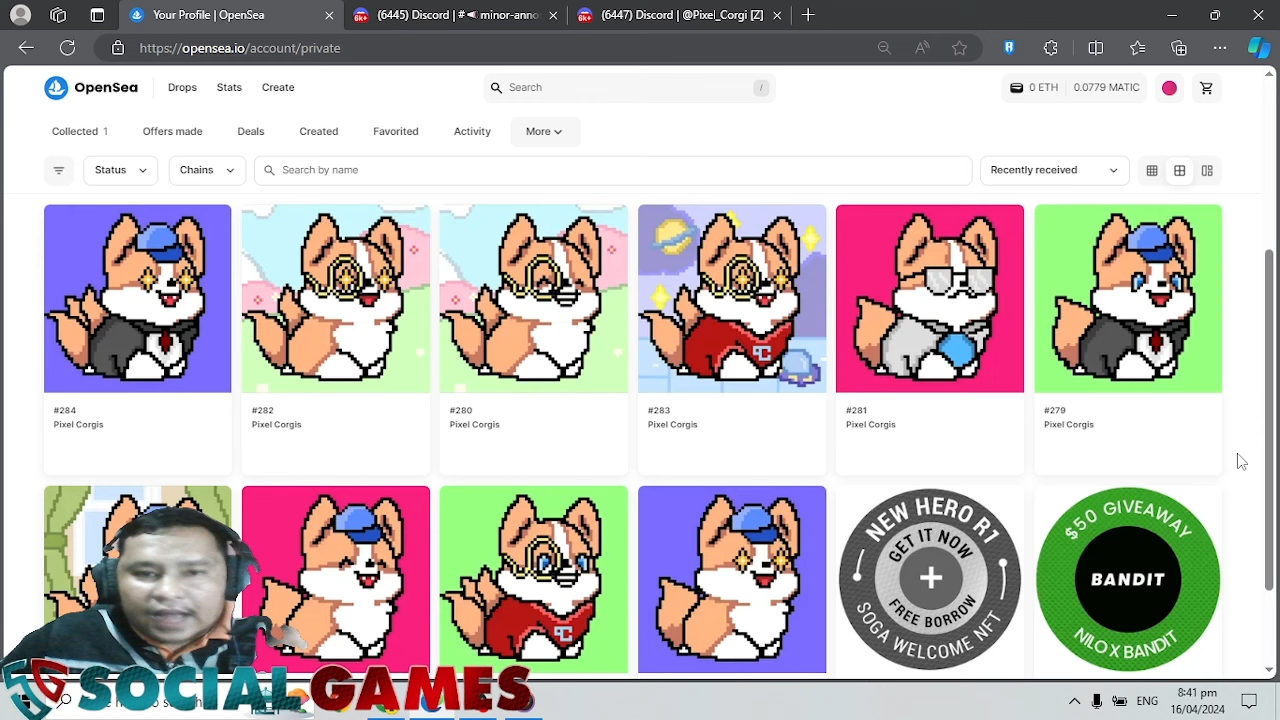 Your Profile | OpenSea
(6445) Discord | #📢minor-anno
(6447) Discord | @Pixel_Corgi [Z]
https://opensea.io/account/private
OpenSea
Drops
Stats
Create
Search
/
0 ETH
0.0779 MATIC
Collected 1
Offers made
Deals
Created
Favorited
Activity
More
Status
Chains
Search by name
Recently received
#284
Pixel Corgis
#282
Pixel Corgis
#280
Pixel Corgis
#283
Pixel Corgis
#281
Pixel Corgis
#279
Pixel Corgis
NEW HERO R1
GET IT NOW
+
FREE BORROW
SOGA WELCOME NFT
$50 GIVEAWAY
BANDIT
NILO X BANDIT
SG SOCIAL GAMES
ENG
8:41 pm
16/04/2024